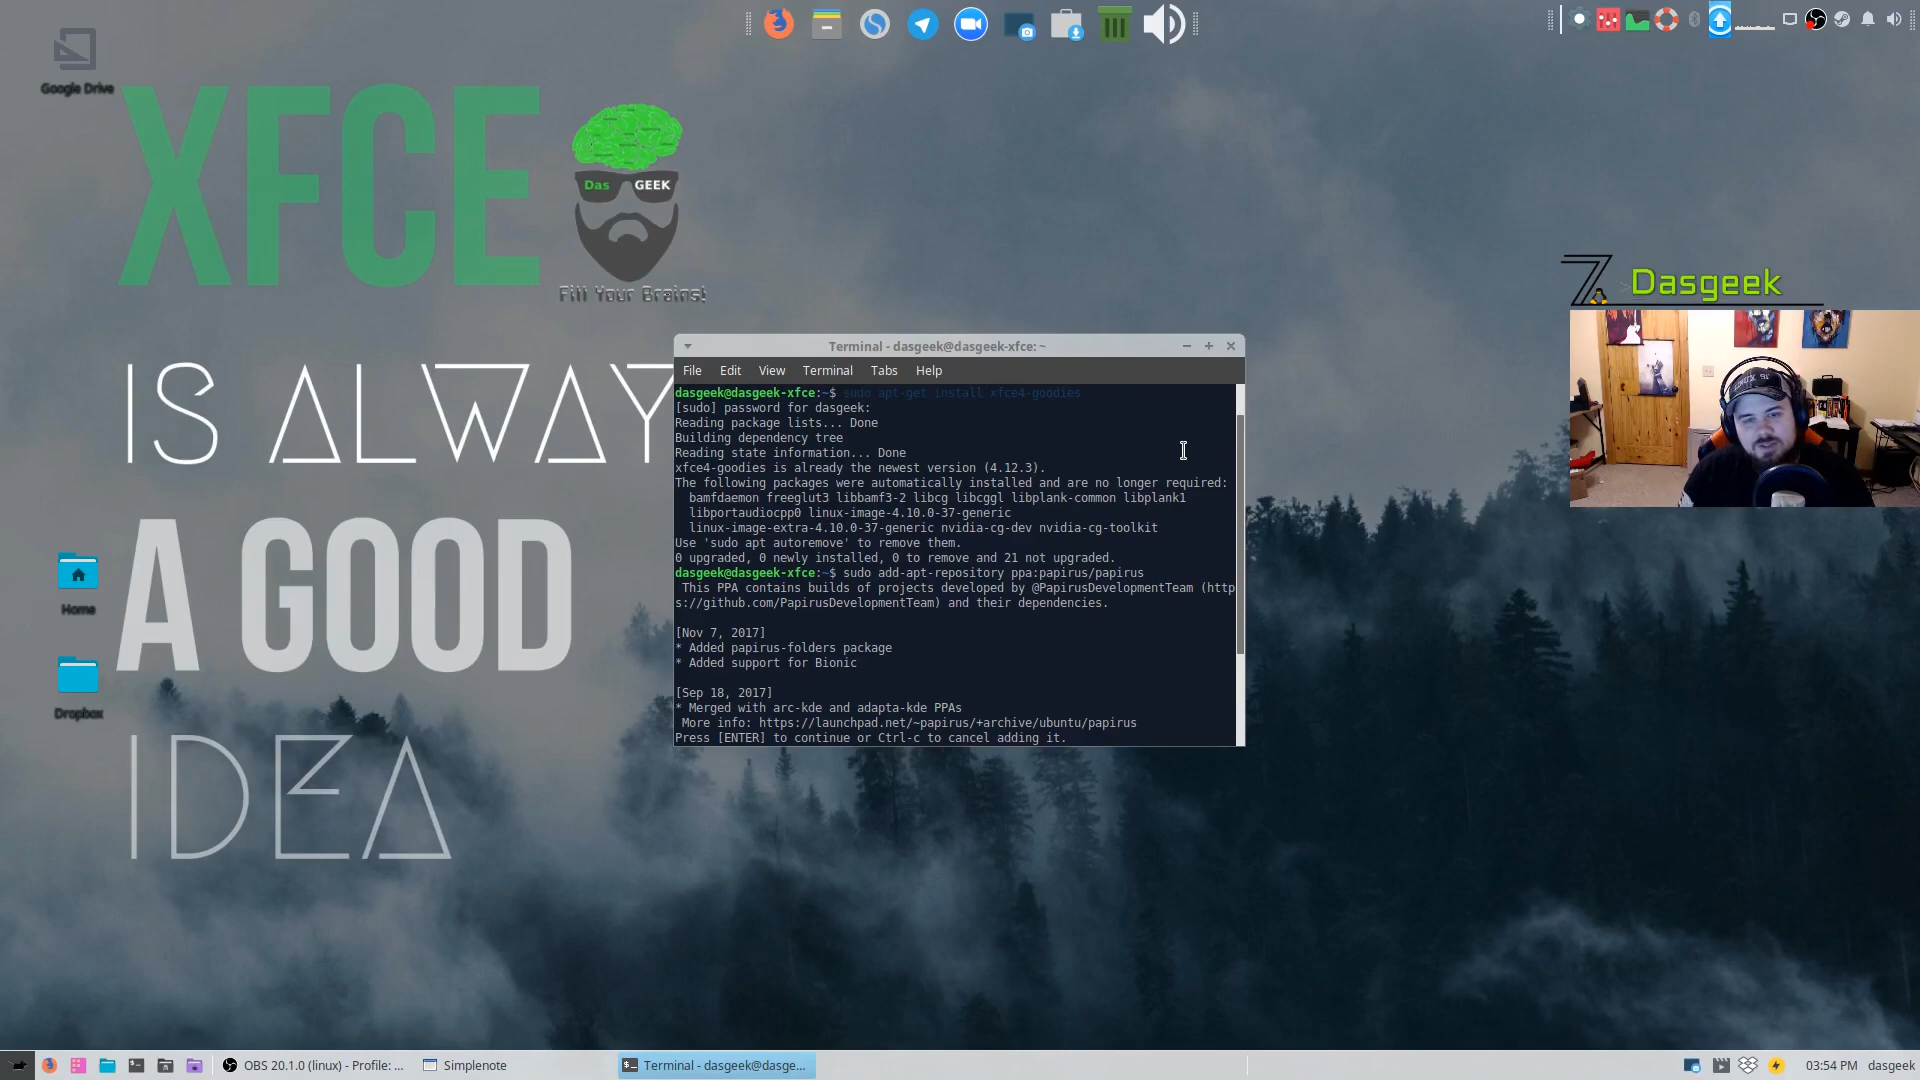 Google Drive
XFCE
Das GEEK
Fill Your Brains!
IS ALWAY
A GOOD
IDEA
Home
Dropbox
Dasgeek
Terminal - dasgeek@dasgeek-xfce: ~
File Edit View Terminal Tabs Help
dasgeek@dasgeek-xfce:~$ sudo apt-get install xfce4-goodies
[sudo] password for dasgeek:
Reading package lists... Done
Building dependency tree
Reading state information... Done
xfce4-goodies is already the newest version (4.12.3).
The following packages were automatically installed and are no longer required:
bamfdaemon freeglut3 libbamf3-2 libcg libcggl libplank-common libplank1
libportaudiocpp0 linux-image-4.10.0-37-generic
linux-image-extra-4.10.0-37-generic nvidia-cg-dev nvidia-cg-toolkit
Use 'sudo apt autoremove' to remove them.
0 upgraded, 0 newly installed, 0 to remove and 21 not upgraded.
dasgeek@dasgeek-xfce:~$ sudo add-apt-repository ppa:papirus/papirus
This PPA contains builds of projects developed by @PapirusDevelopmentTeam (http
s://github.com/PapirusDevelopmentTeam) and their dependencies.
[Nov 7, 2017]
* Added papirus-folders package
* Added support for Bionic
[Sep 18, 2017]
* Merged with arc-kde and adapta-kde PPAs
More info: https://launchpad.net/~papirus/+archive/ubuntu/papirus
Press [ENTER] to continue or Ctrl-c to cancel adding it.
OBS 20.1.0 (linux) - Profile: ...
Simplenote
Terminal - dasgeek@dasge...
03:54 PM
dasgeek